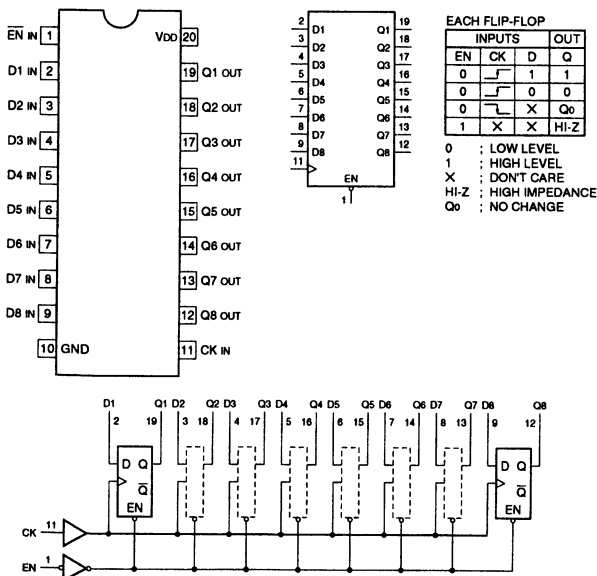 EN IN 1
VDD 20
D1 IN 2
19 Q1 OUT
D2 IN 3
18 Q2 OUT
D3 IN 4
17 Q3 OUT
D4 IN 5
16 Q4 OUT
D5 IN 6
15 Q5 OUT
D6 IN 7
14 Q6 OUT
D7 IN 8
13 Q7 OUT
D8 IN 9
12 Q8 OUT
10 GND
11 CK IN
2 D1 Q1 19
3 D2 Q2 18
4 D3 Q3 17
5 D4 Q4 16
6 D5 Q5 15
7 D6 Q6 14
8 D7 Q7 13
9 D8 Q8 12
11
EN
1
EACH FLIP-FLOP
INPUTS OUT
EN CK D Q
0 1 1
0 0 0
0 X Q0
1 X X HI-Z
0 ; LOW LEVEL
1 ; HIGH LEVEL
X ; DON'T CARE
HI-Z ; HIGH IMPEDANCE
Q0 ; NO CHANGE
D1 Q1 D2 Q2 D3 Q3 D4 Q4 D5 Q5 D6 Q6 D7 Q7 D8 Q8
2 19 3 18 4 17 5 16 6 15 7 14 8 13 9 12
D Q
Q
EN
D Q
Q
EN
CK 11
EN 1